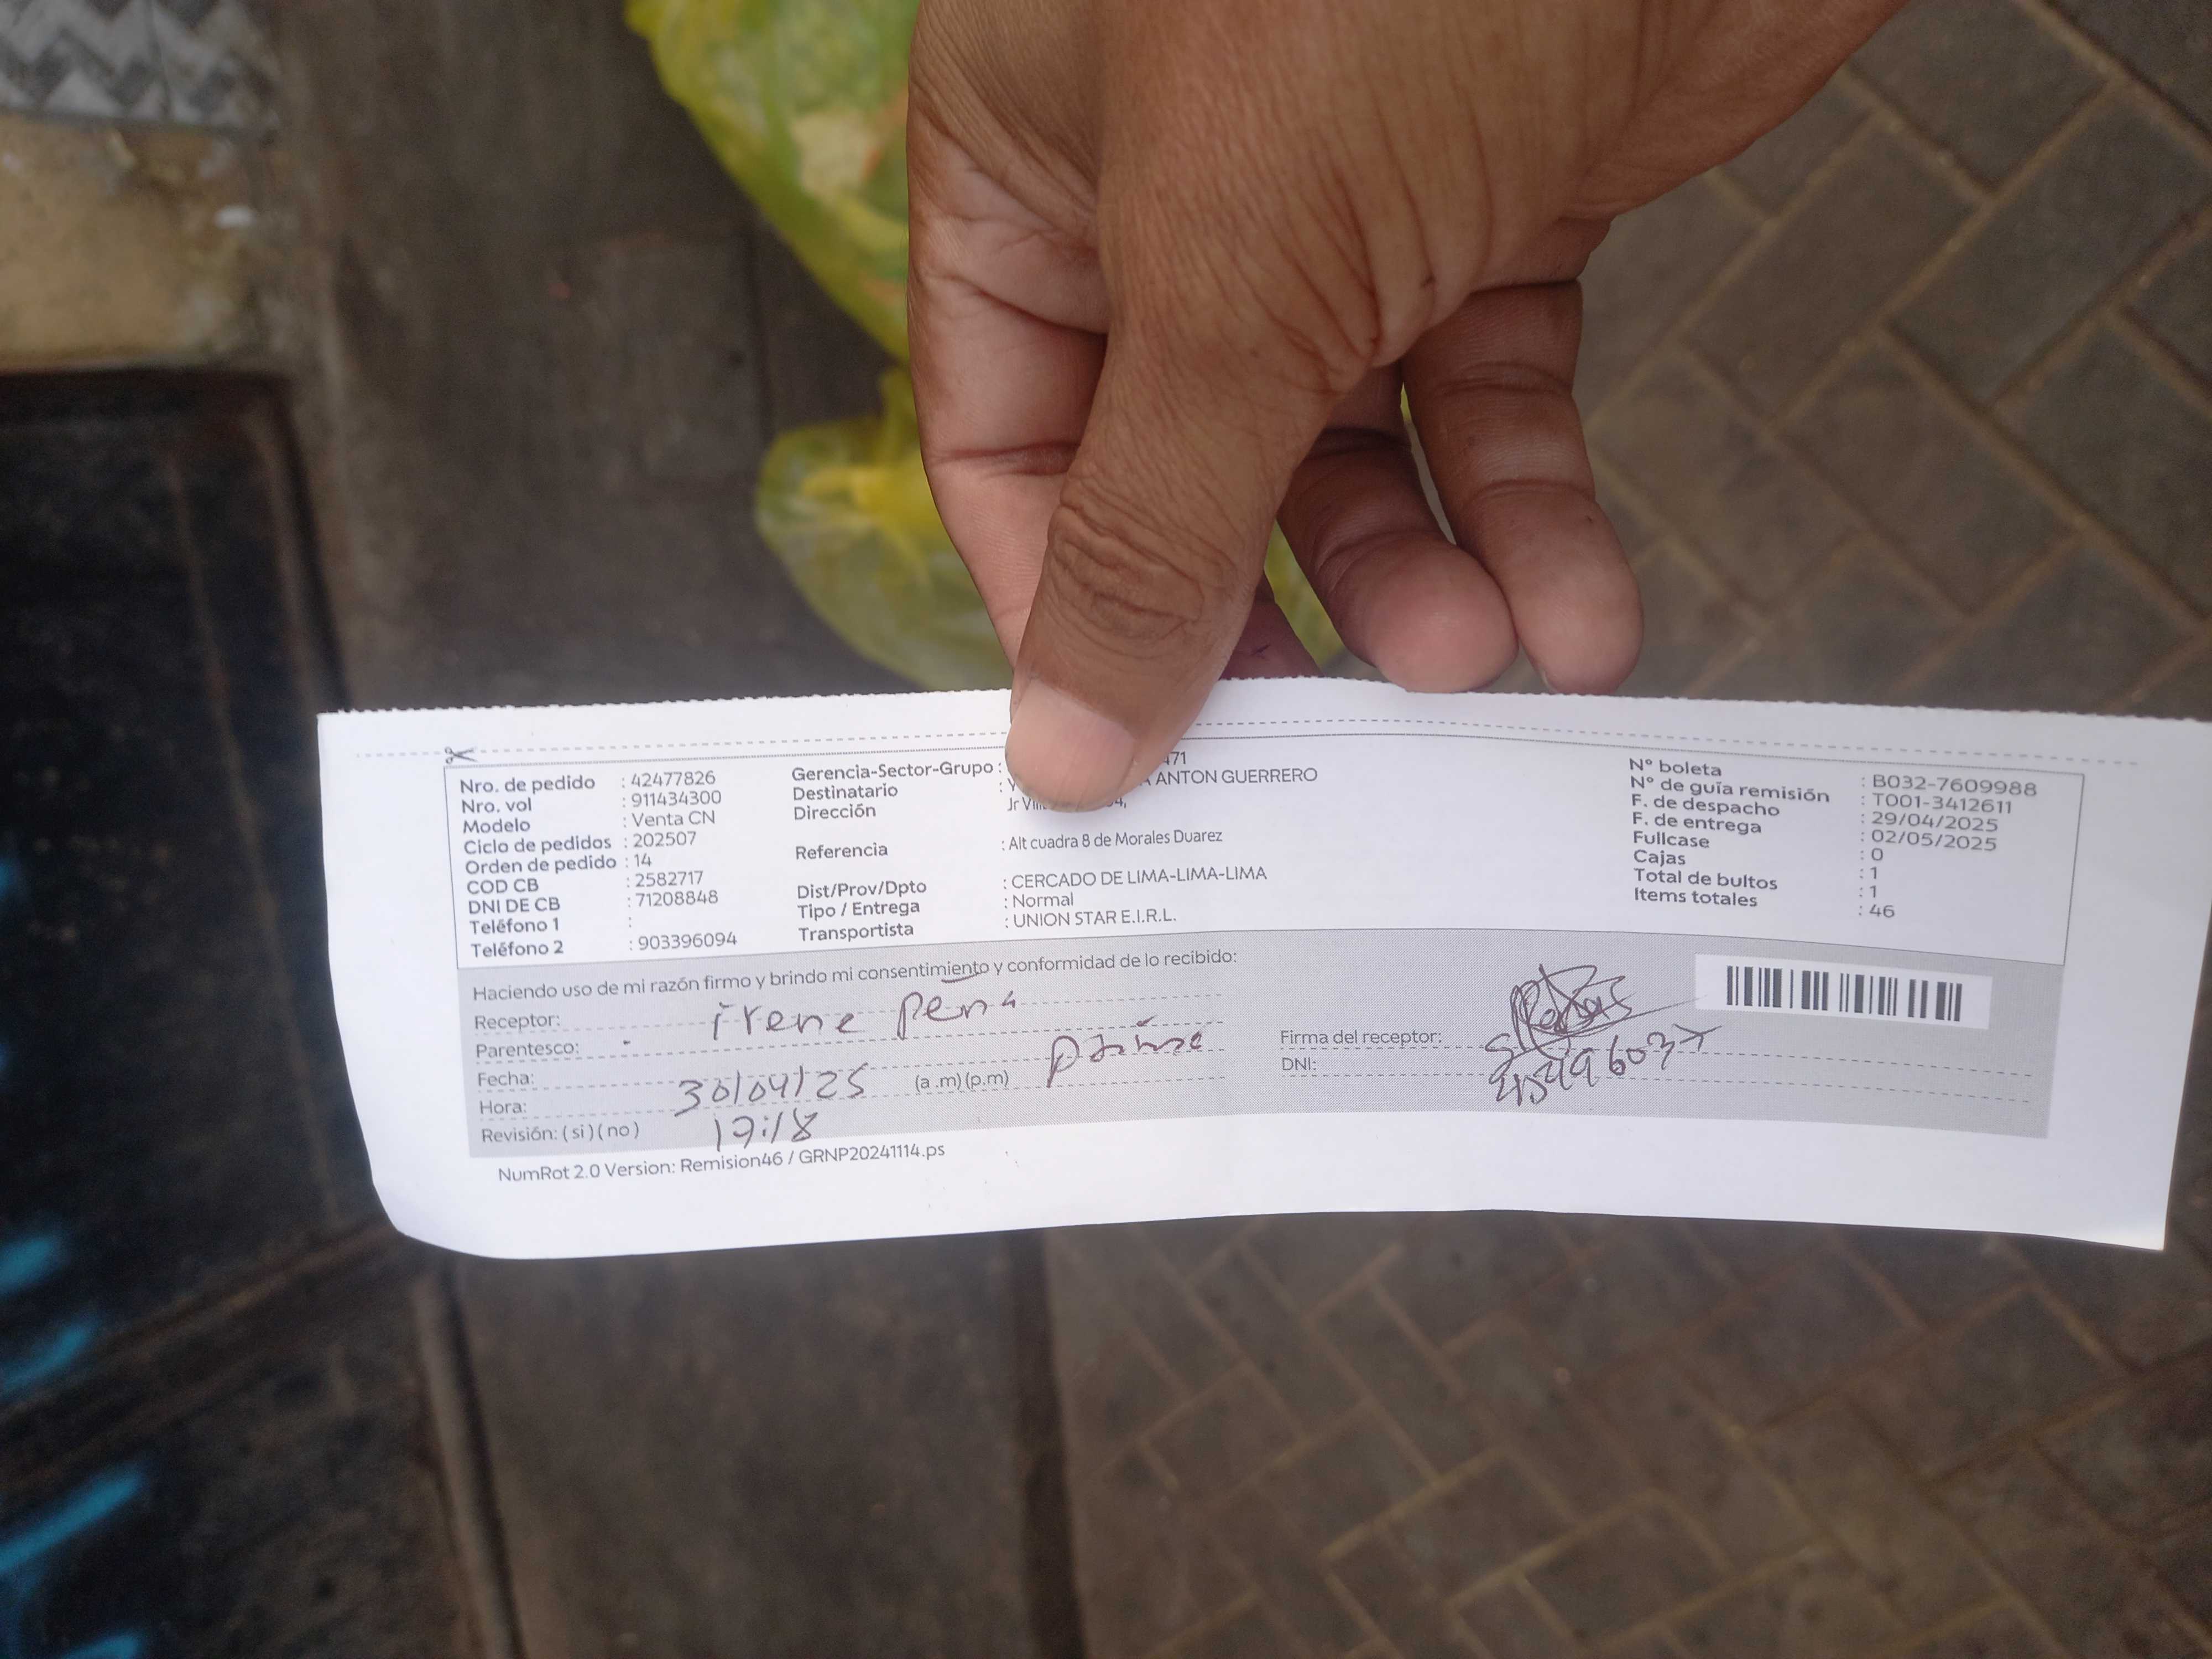 Nro. de pedido : 42477826
Nro. vol : 911434300
Modelo : Venta CN
Ciclo de pedidos : 202507
Orden de pedido : 14
COD CB : 2582717
DNI DE CB : 71208848
Teléfono 1 :
Teléfono 2 : 903396094
Gerencia-Sector-Grupo : 471
Destinatario : ANTON GUERRERO
Dirección Jr
Referencia : Alt cuadra 8 de Morales Duarez
Dist/Prov/Dpto : CERCADO DE LIMA-LIMA-LIMA
Tipo / Entrega : Normal
Transportista : UNION STAR E.I.R.L.
N° boleta : B032-7609988
N° de guía remisión : T001-3412611
F. de despacho : 29/04/2025
F. de entrega : 02/05/2025
Fullcase : 0
Cajas : 1
Total de bultos : 1
Items totales : 46
Haciendo uso de mi razón firmo y brindo mi consentimiento y conformidad de lo recibido:
Receptor: irene pena
Parentesco:
Fecha: 30/04/25 (a .m) (p.m)
Hora: 17:18
Revisión: ( si ) ( no )
Firma del receptor:
DNI:
NumRot 2.0 Version: Remision46 / GRNP20241114.ps